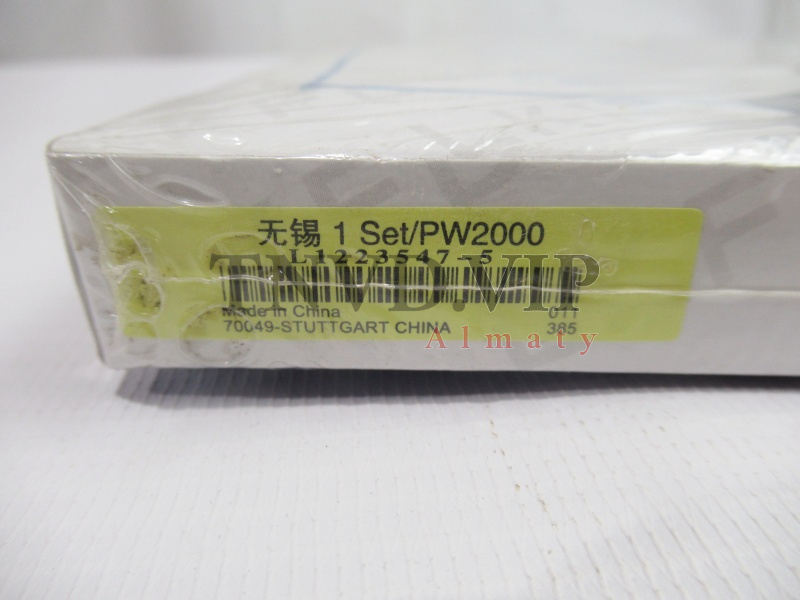 无锡 1 Set/PW2000
L1223547-5
TNVD.VIP
Made in China
011
70049-STUTTGART CHINA
385
Almaty